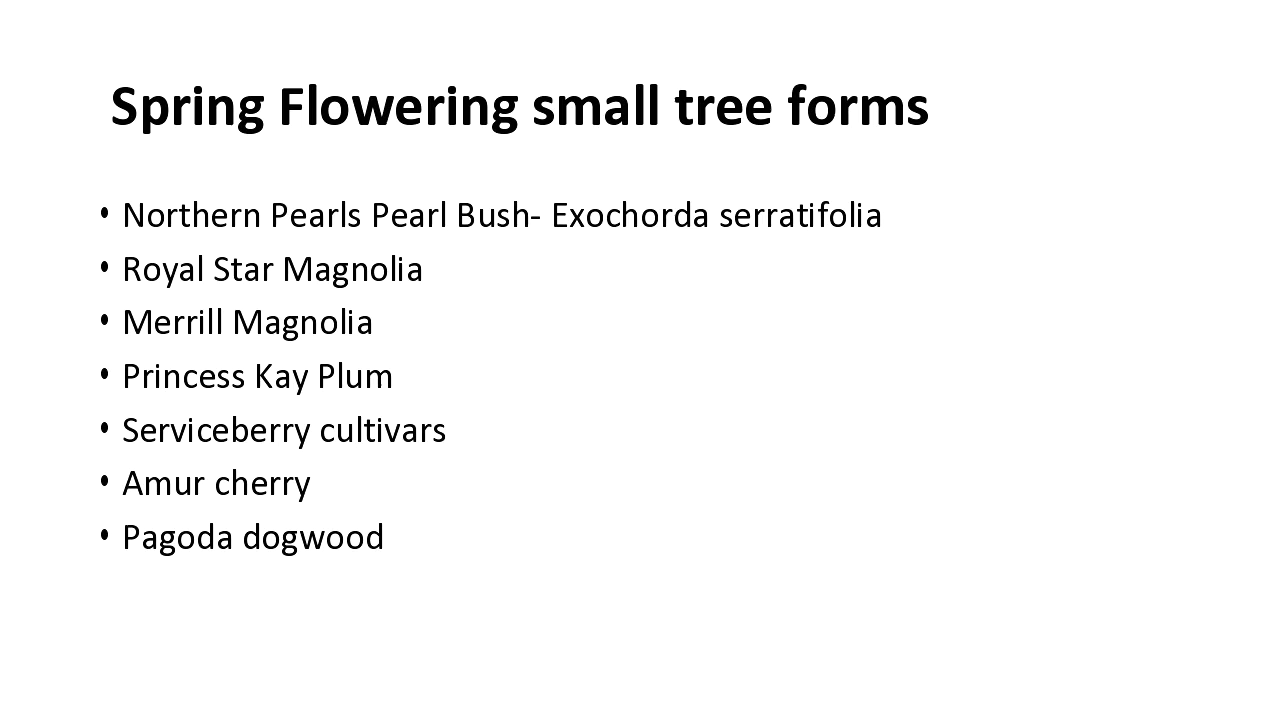 Spring Flowering small tree forms
• Northern Pearls Pearl Bush- Exochorda serratifolia
• Royal Star Magnolia
• Merrill Magnolia
• Princess Kay Plum
• Serviceberry cultivars
• Amur cherry
• Pagoda dogwood